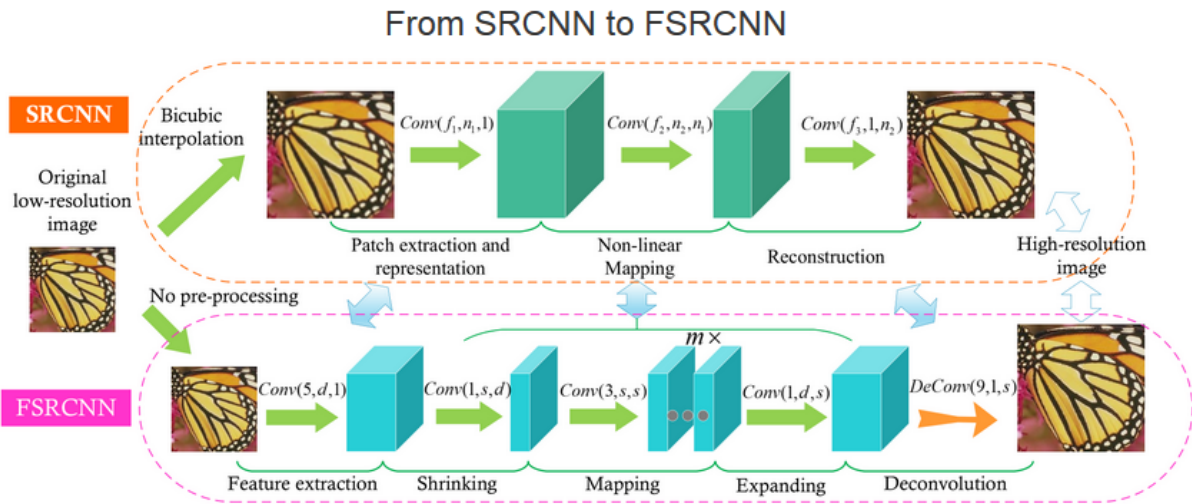 From SRCNN to FSRCNN
SRCNN
Bicubic
interpolation
Conv(f₁,n₁,1)
Conv(f₂,n₂,n₁)
Conv(f₃,1,n₂)
Original
low-resolution
image
Patch extraction and
representation
Non-linear
Mapping
Reconstruction
High-resolution
image
No pre-processing
FSRCNN
Conv(5,d,1)
Conv(1,s,d)
Conv(3,s,s)
m×
Conv(1,d,s)
DeConv(9,1,s)
Feature extraction
Shrinking
Mapping
Expanding
Deconvolution